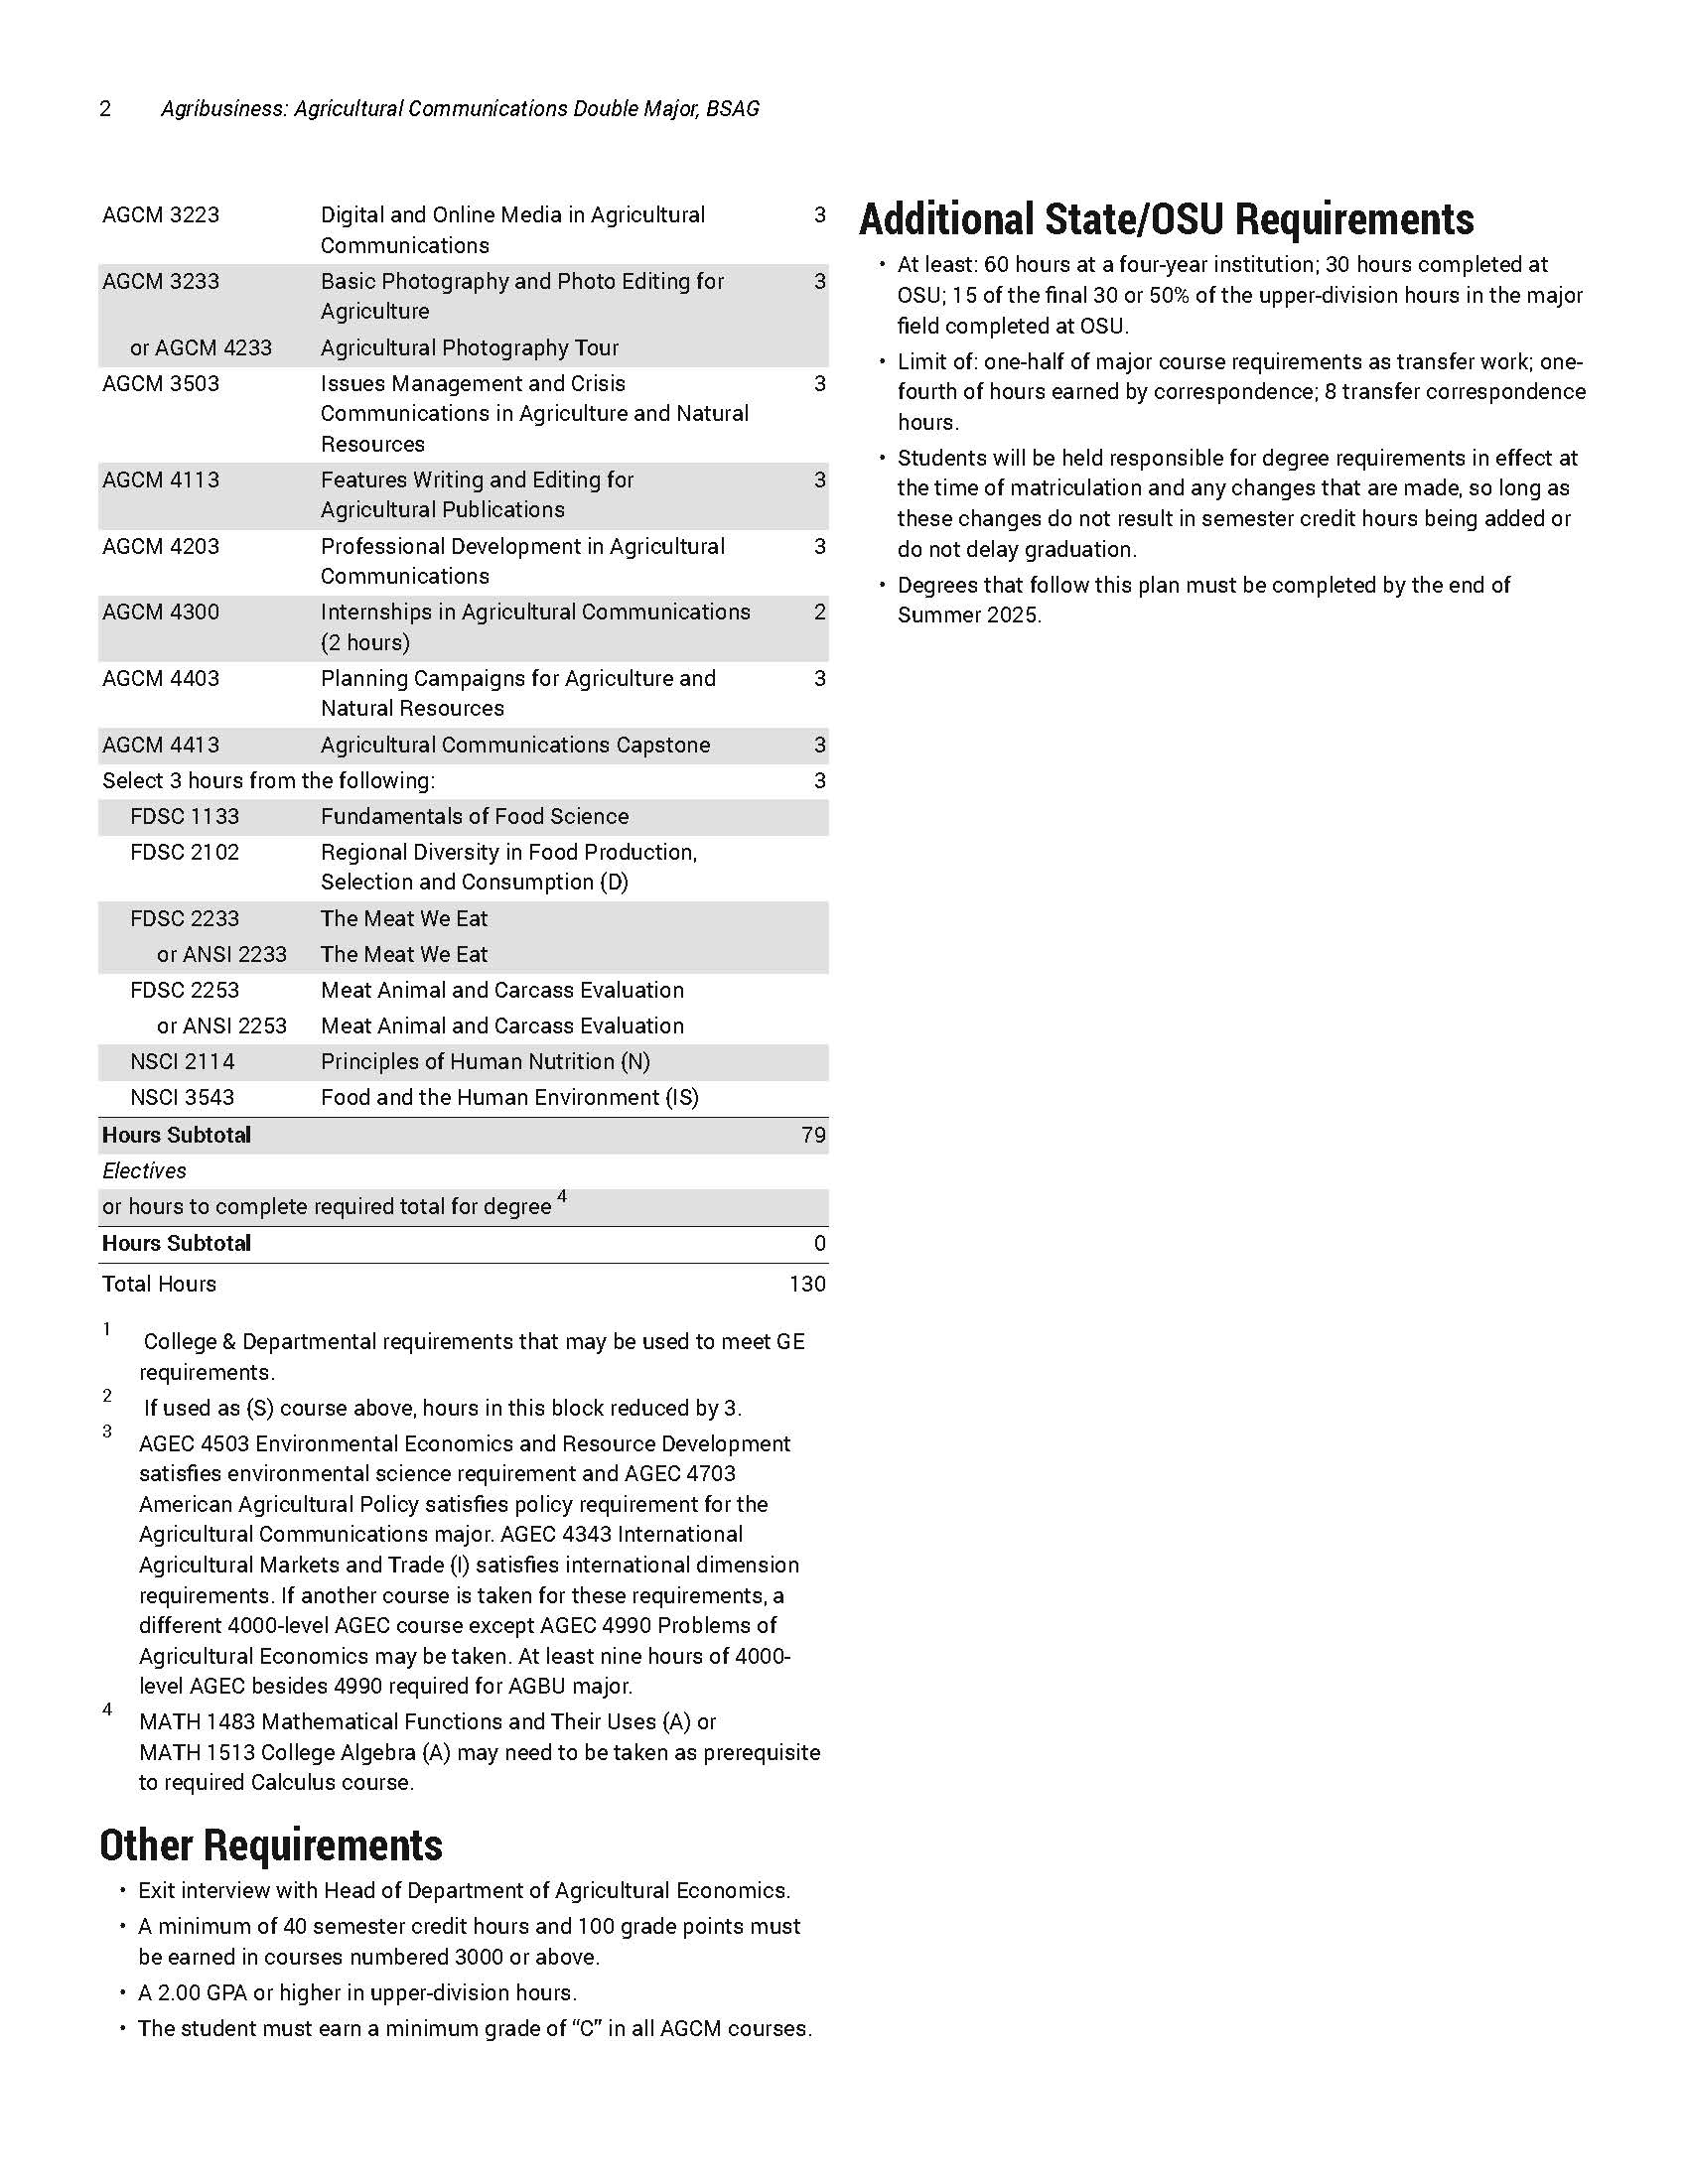 2 Agribusiness: Agricultural Communications Double Major, BSAG
AGCM 3223 Digital and Online Media in Agricultural 3
Communications
AGCM 3233 Basic Photography and Photo Editing for 3
Agriculture
or AGCM 4233 Agricultural Photography Tour
AGCM 3503 Issues Management and Crisis 3
Communications in Agriculture and Natural
Resources
AGCM 4113 Features Writing and Editing for 3
Agricultural Publications
AGCM 4203 Professional Development in Agricultural 3
Communications
AGCM 4300 Internships in Agricultural Communications 2
(2 hours)
AGCM 4403 Planning Campaigns for Agriculture and 3
Natural Resources
AGCM 4413 Agricultural Communications Capstone 3
Select 3 hours from the following: 3
FDSC 1133 Fundamentals of Food Science
FDSC 2102 Regional Diversity in Food Production,
Selection and Consumption (D)
FDSC 2233 The Meat We Eat
or ANSI 2233 The Meat We Eat
FDSC 2253 Meat Animal and Carcass Evaluation
or ANSI 2253 Meat Animal and Carcass Evaluation
NSCI 2114 Principles of Human Nutrition (N)
NSCI 3543 Food and the Human Environment (IS)
Hours Subtotal 79
Electives
or hours to complete required total for degree 4
Hours Subtotal 0
Total Hours 130
1 College & Departmental requirements that may be used to meet GE
requirements.
2 If used as (S) course above, hours in this block reduced by 3.
3 AGEC 4503 Environmental Economics and Resource Development
satisfies environmental science requirement and AGEC 4703
American Agricultural Policy satisfies policy requirement for the
Agricultural Communications major. AGEC 4343 International
Agricultural Markets and Trade (I) satisfies international dimension
requirements. If another course is taken for these requirements, a
different 4000-level AGEC course except AGEC 4990 Problems of
Agricultural Economics may be taken. At least nine hours of 4000-
level AGEC besides 4990 required for AGBU major.
4 MATH 1483 Mathematical Functions and Their Uses (A) or
MATH 1513 College Algebra (A) may need to be taken as prerequisite
to required Calculus course.
Other Requirements
• Exit interview with Head of Department of Agricultural Economics.
• A minimum of 40 semester credit hours and 100 grade points must
be earned in courses numbered 3000 or above.
• A 2.00 GPA or higher in upper-division hours.
• The student must earn a minimum grade of “C” in all AGCM courses.
Additional State/OSU Requirements
• At least: 60 hours at a four-year institution; 30 hours completed at
OSU; 15 of the final 30 or 50% of the upper-division hours in the major
field completed at OSU.
• Limit of: one-half of major course requirements as transfer work; one-
fourth of hours earned by correspondence; 8 transfer correspondence
hours.
• Students will be held responsible for degree requirements in effect at
the time of matriculation and any changes that are made, so long as
these changes do not result in semester credit hours being added or
do not delay graduation.
• Degrees that follow this plan must be completed by the end of
Summer 2025.